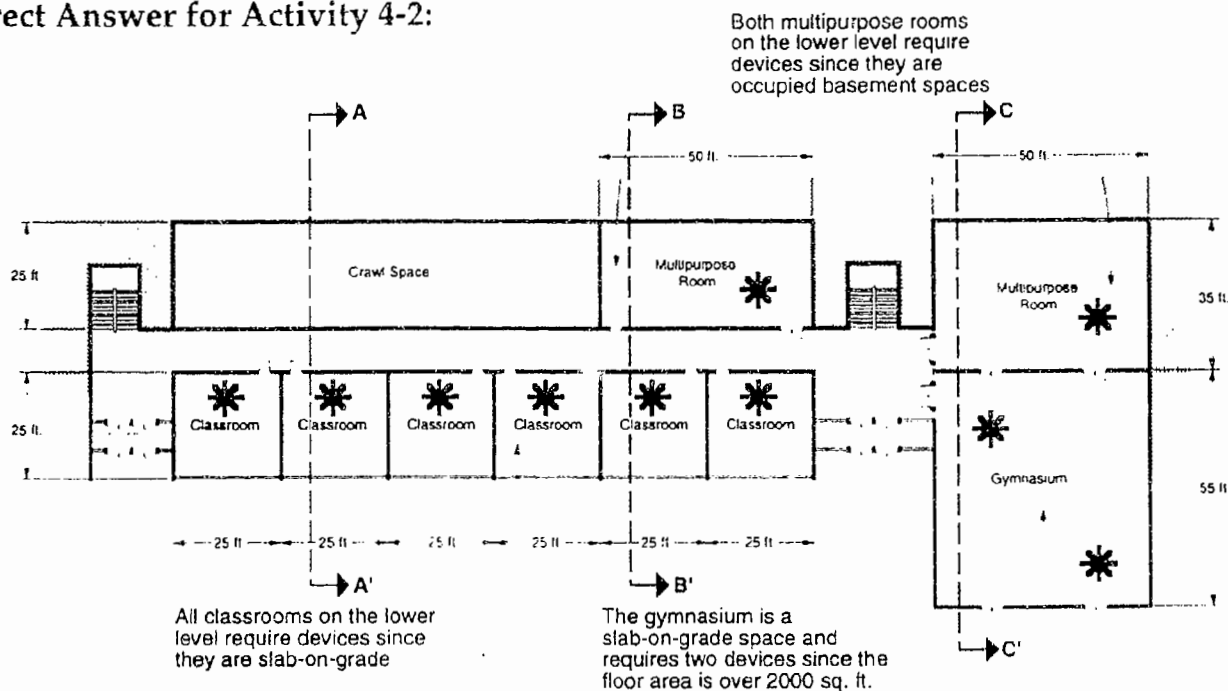 rect Answer for Activity 4-2:
Both multipurpose rooms
on the lower level require
devices since they are
occupied basement spaces
A
B
C
50 ft.
50 ft.
25 ft
Crawl Space
Multipurpose
Room
Multipurpose
Room
35 ft.
25 ft.
Classroom
Classroom
Classroom
Classroom
Classroom
Classroom
Gymnasium
55 ft
25 ft
25 ft
25 ft
25 ft
25 ft
25 ft
A'
B'
C'
All classrooms on the lower
level require devices since
they are slab-on-grade
The gymnasium is a
slab-on-grade space and
requires two devices since the
floor area is over 2000 sq. ft.